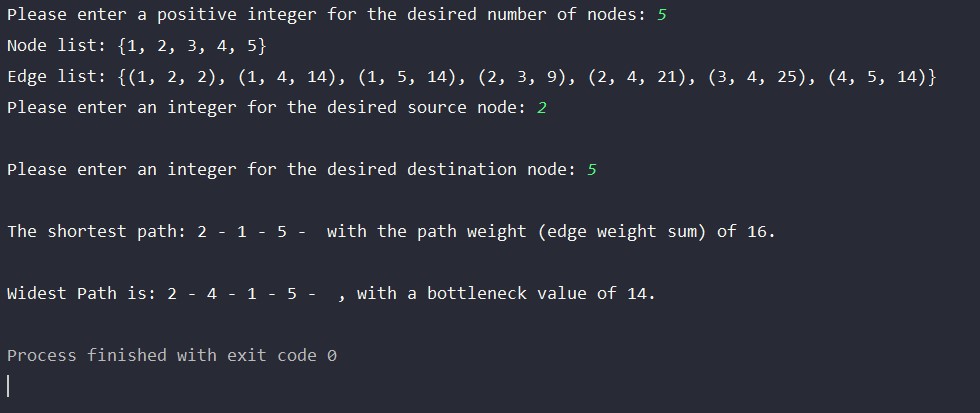 Please enter a positive integer for the desired number of nodes: 5
Node list: {1, 2, 3, 4, 5}
Edge list: {(1, 2, 2), (1, 4, 14), (1, 5, 14), (2, 3, 9), (2, 4, 21), (3, 4, 25), (4, 5, 14)}
Please enter an integer for the desired source node: 2
Please enter an integer for the desired destination node: 5
The shortest path: 2 - 1 - 5 -  with the path weight (edge weight sum) of 16.
Widest Path is: 2 - 4 - 1 - 5 -  , with a bottleneck value of 14.
Process finished with exit code 0